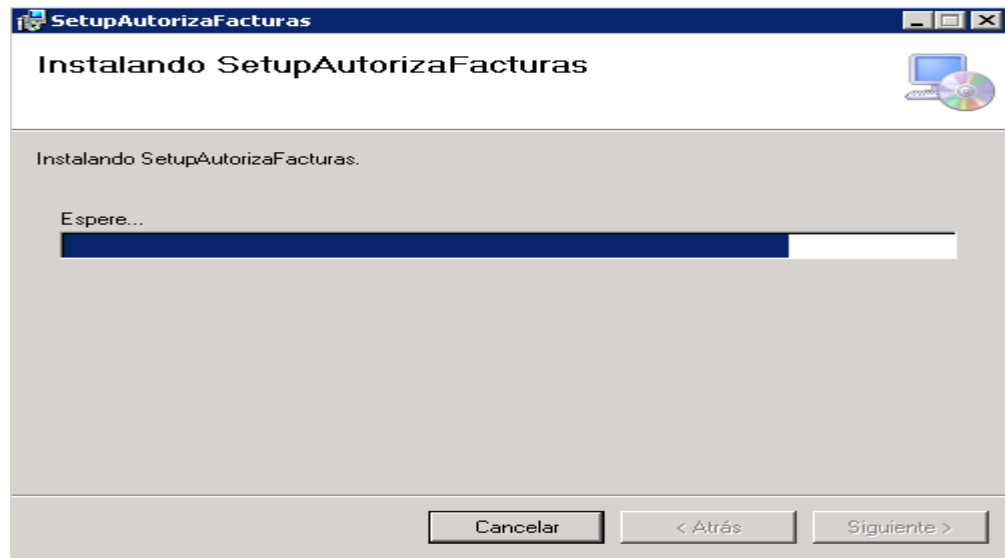 SetupAutorizaFacturas
Instalando SetupAutorizaFacturas
Instalando SetupAutorizaFacturas.
Espere...
Cancelar
< Atrás
Siguiente >